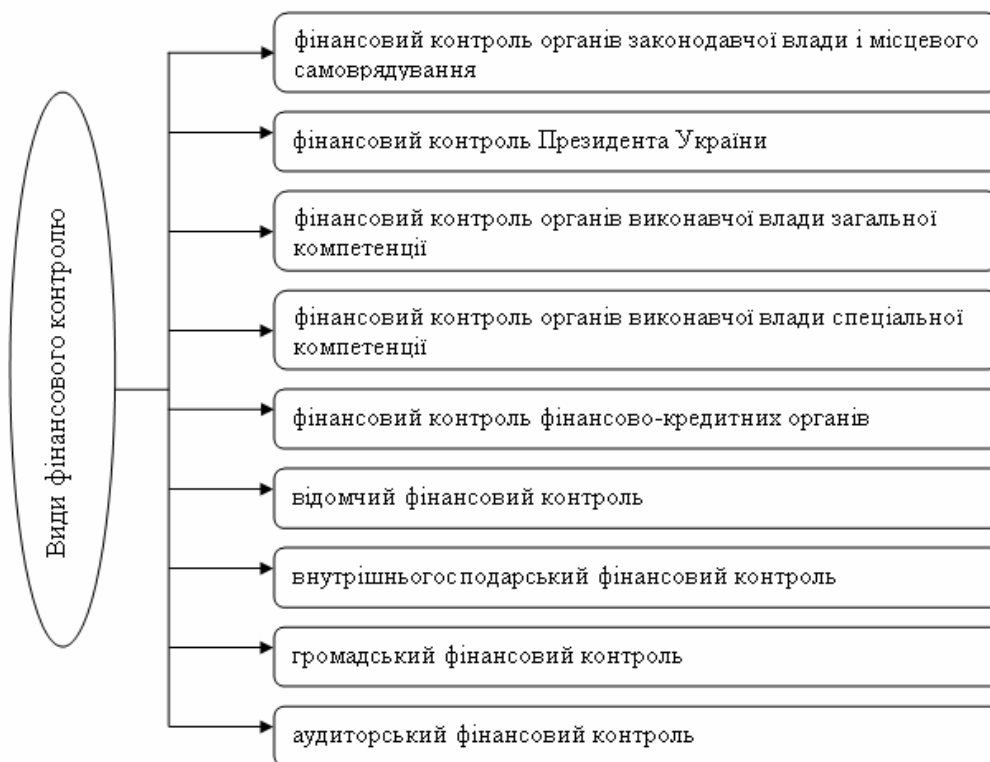 Види фінансового контролю
фінансовий контроль органів законодавчої влади і місцевого
самоврядування
фінансовий контроль Президента України
фінансовий контроль органів виконавчої влади загальної
компетенції
фінансовий контроль органів виконавчої влади спеціальної
компетенції
фінансовий контроль фінансово-кредитних органів
відомчий фінансовий контроль
внутрішньогосподарський фінансовий контроль
громадський фінансовий контроль
аудиторський фінансовий контроль